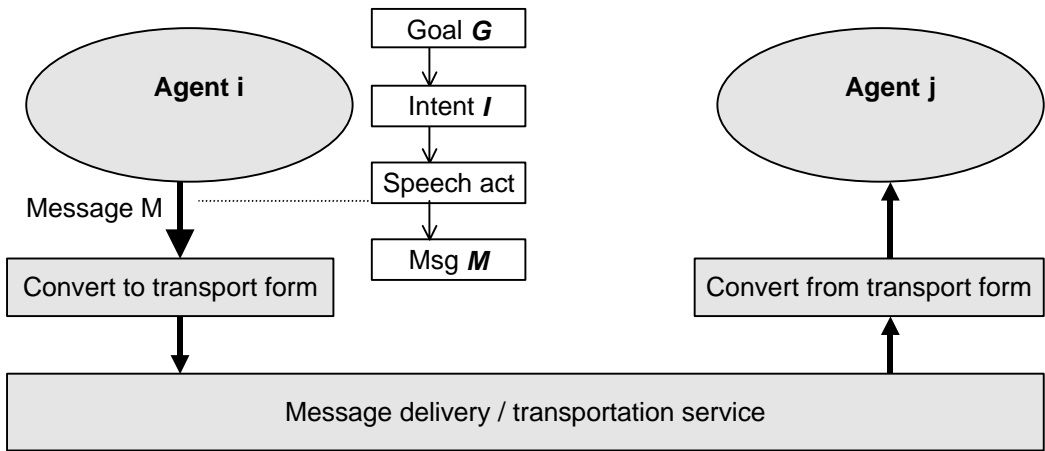 Goal G
Agent i
Agent j
Intent I
Speech act
Message M
Msg M
Convert to transport form
Convert from transport form
Message delivery / transportation service